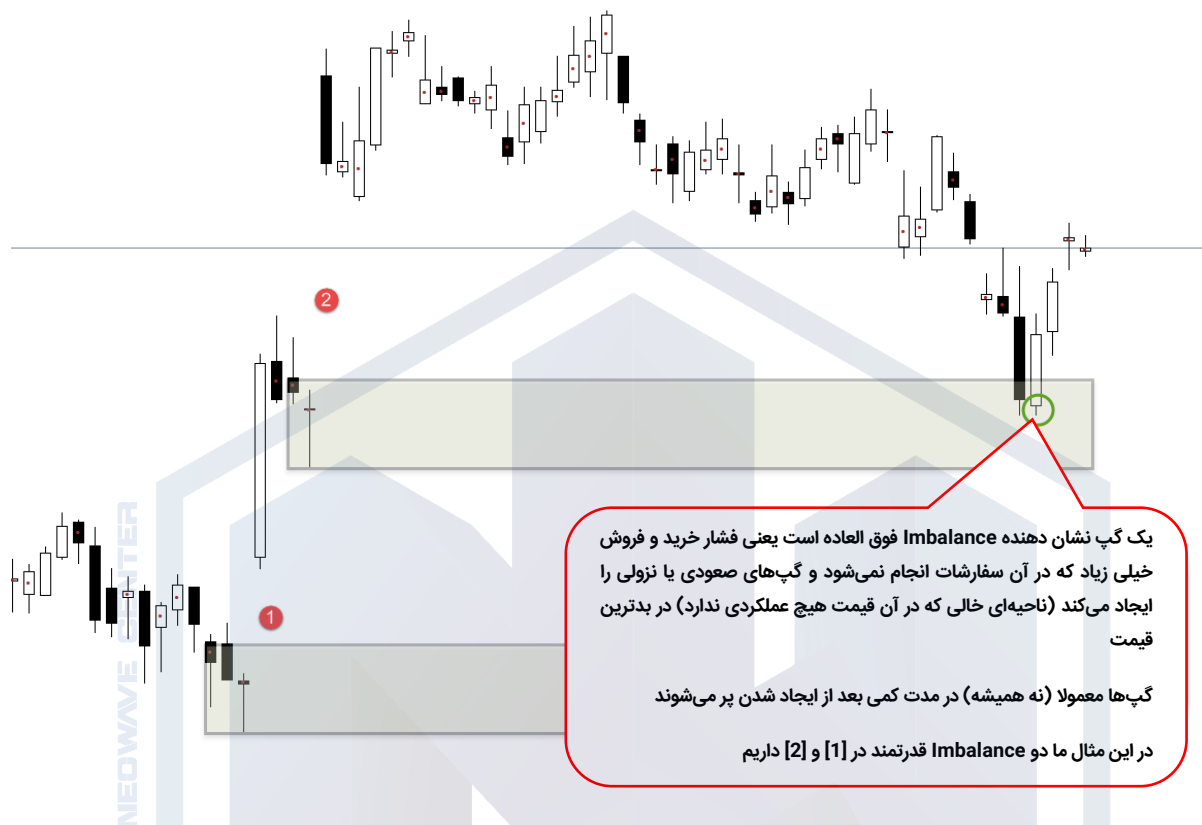 2
1
NEOWAVE CENTER
یک گپ نشان دهنده Imbalance فوق العاده است یعنی فشار خرید و فروش
خیلی زیاد که در آن سفارشات انجام نمی‌شود و گپ‌های صعودی یا نزولی را
ایجاد می‌کند (ناحیه‌ای خالی که در آن قیمت هیچ عملکردی ندارد) در بدترین
قیمت
گپ‌ها معمولا (نه همیشه) در مدت کمی بعد از ایجاد شدن پر می‌شوند
در این مثال ما دو Imbalance قدرتمند در [1] و [2] داریم